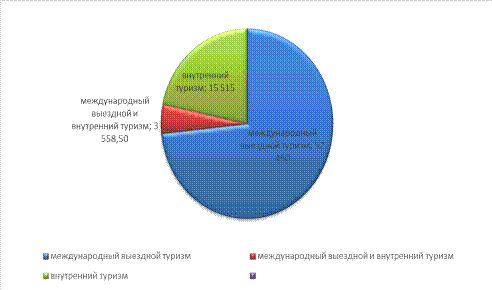 внутренний
туризм; 15 515
международный
выездной и
внутренний туризм; 3
558,50
международный
выездной туризм; 52
международный выездной туризм
международный выездной и внутренний туризм
внутренний туризм